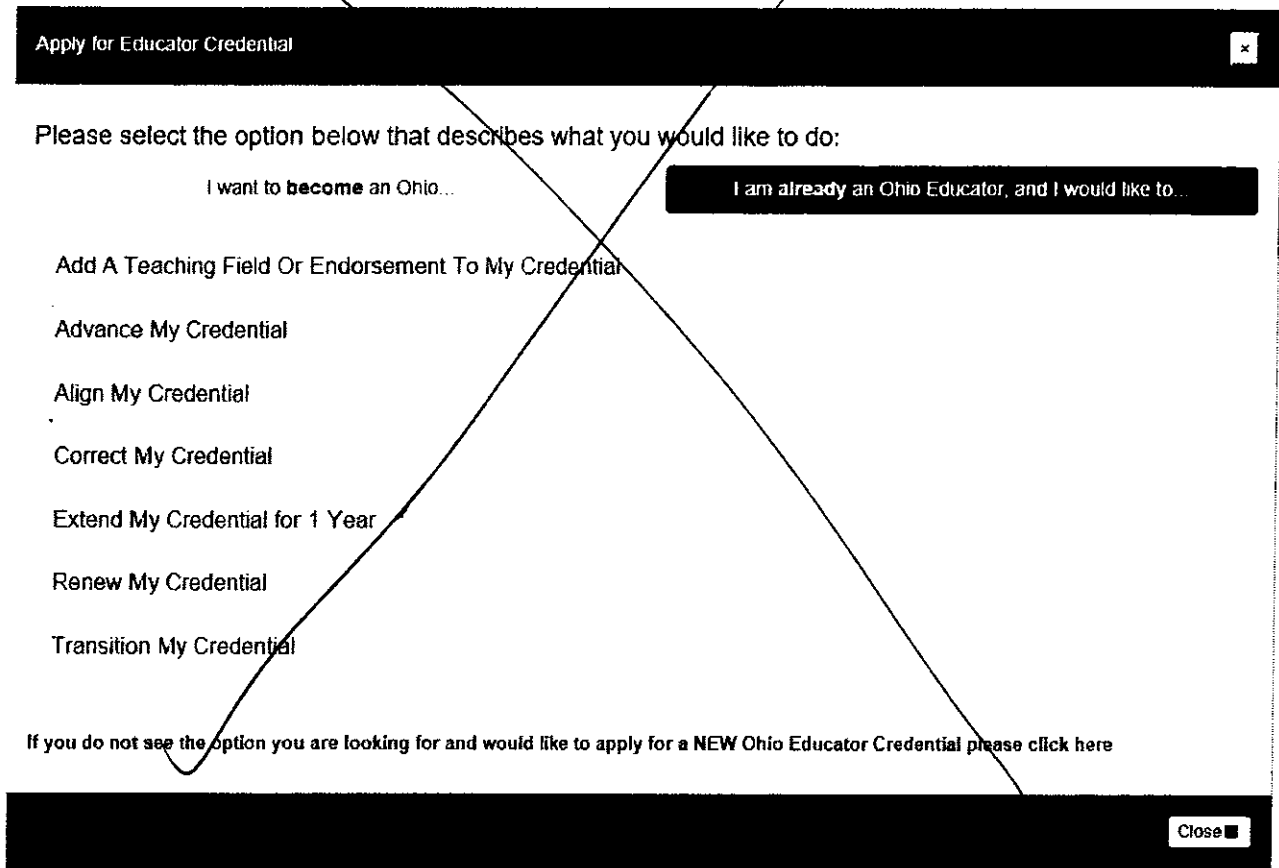 Apply for Educator Credential
×
Please select the option below that describes what you would like to do:
I want to become an Ohio...
I am already an Ohio Educator, and I would like to...
Add A Teaching Field Or Endorsement To My Credential
Advance My Credential
Align My Credential
Correct My Credential
Extend My Credential for 1 Year
Renew My Credential
Transition My Credential
If you do not see the option you are looking for and would like to apply for a NEW Ohio Educator Credential please click here
Close